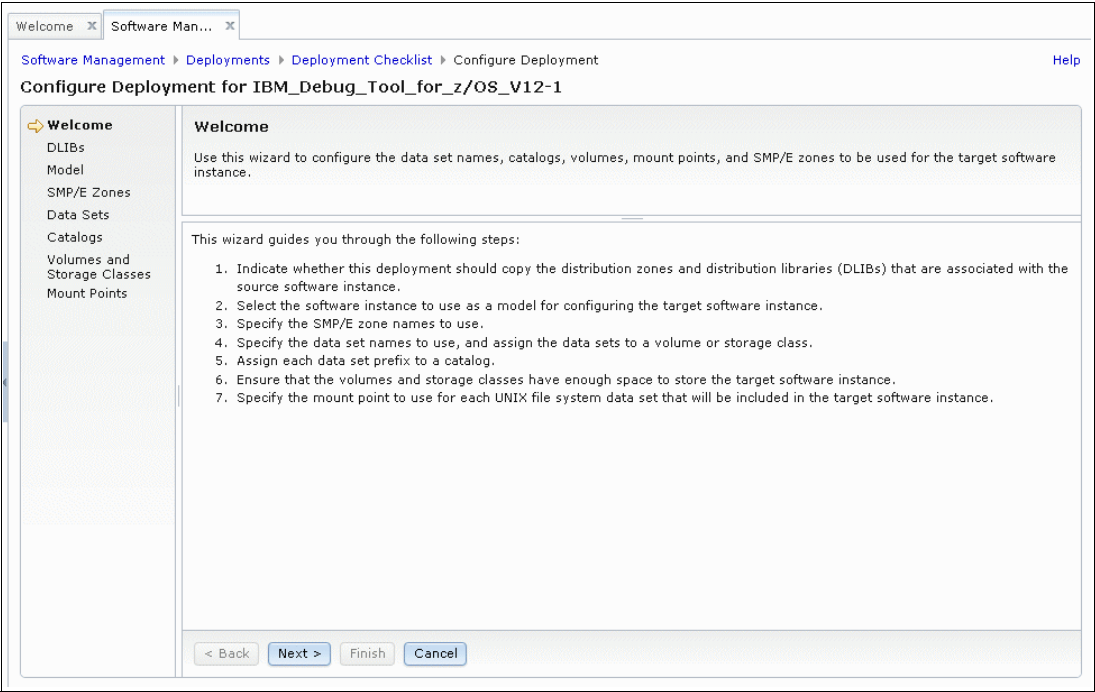 Welcome x Software Man... x
Software Management Deployments Deployment Checklist Configure Deployment Help
Configure Deployment for IBM_Debug_Tool_for_z/OS_V12-1
Welcome
DLIBs
Model
SMP/E Zones
Data Sets
Catalogs
Volumes and
Storage Classes
Mount Points
Welcome
Use this wizard to configure the data set names, catalogs, volumes, mount points, and SMP/E zones to be used for the target software
instance.
This wizard guides you through the following steps:
1. Indicate whether this deployment should copy the distribution zones and distribution libraries (DLIBs) that are associated with the
source software instance.
2. Select the software instance to use as a model for configuring the target software instance.
3. Specify the SMP/E zone names to use.
4. Specify the data set names to use, and assign the data sets to a volume or storage class.
5. Assign each data set prefix to a catalog.
6. Ensure that the volumes and storage classes have enough space to store the target software instance.
7. Specify the mount point to use for each UNIX file system data set that will be included in the target software instance.
< Back Next > Finish Cancel